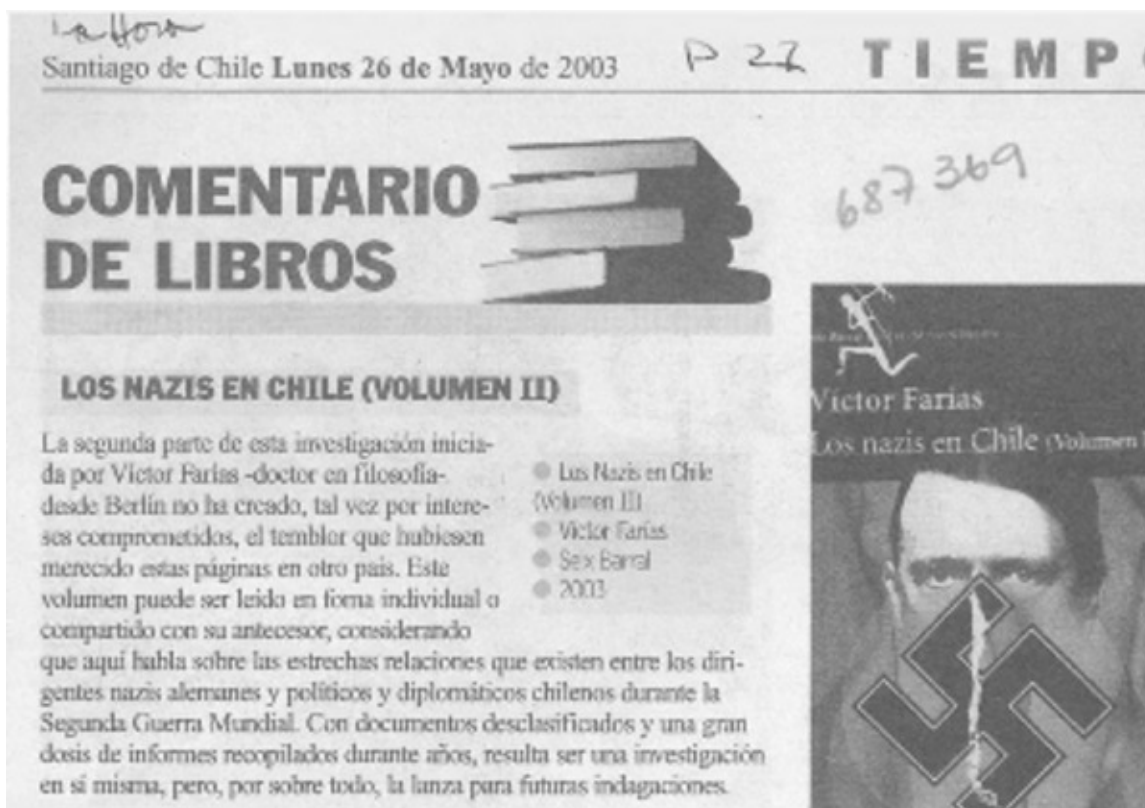 La Hora
Santiago de Chile Lunes 26 de Mayo de 2003
P 27
TIEMPO
687369
COMENTARIO
DE LIBROS
LOS NAZIS EN CHILE (VOLUMEN II)
La segunda parte de esta investigación inicia-
da por Víctor Farías -doctor en filosofía-
desde Berlín no ha creado, tal vez por intere-
ses comprometidos, el temblor que hubiesen
merecido estas páginas en otro país. Este
volumen puede ser leído en forma individual o
compartido con su antecesor, considerando
que aquí habla sobre las estrechas relaciones que existen entre los diri-
gentes nazis alemanes y políticos y diplomáticos chilenos durante la
Segunda Guerra Mundial. Con documentos desclasificados y una gran
dosis de informes recopilados durante años, resulta ser una investigación
en sí misma, pero, por sobre todo, la lanza para futuras indagaciones.
Los Nazis en Chile
(Volumen II)
Víctor Farías
Seix Barral
2003
Víctor Farías
Los nazis en Chile (Volumen